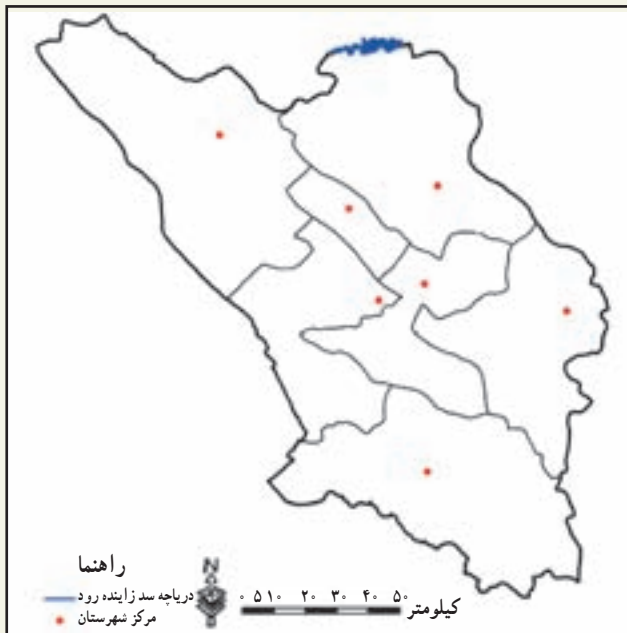 راهنما
دریاچه سد زاینده رود
مرکز شهرستان
N
۰ ۵ ۱۰ ۲۰ ۳۰ ۴۰ ۵۰
کیلومتر